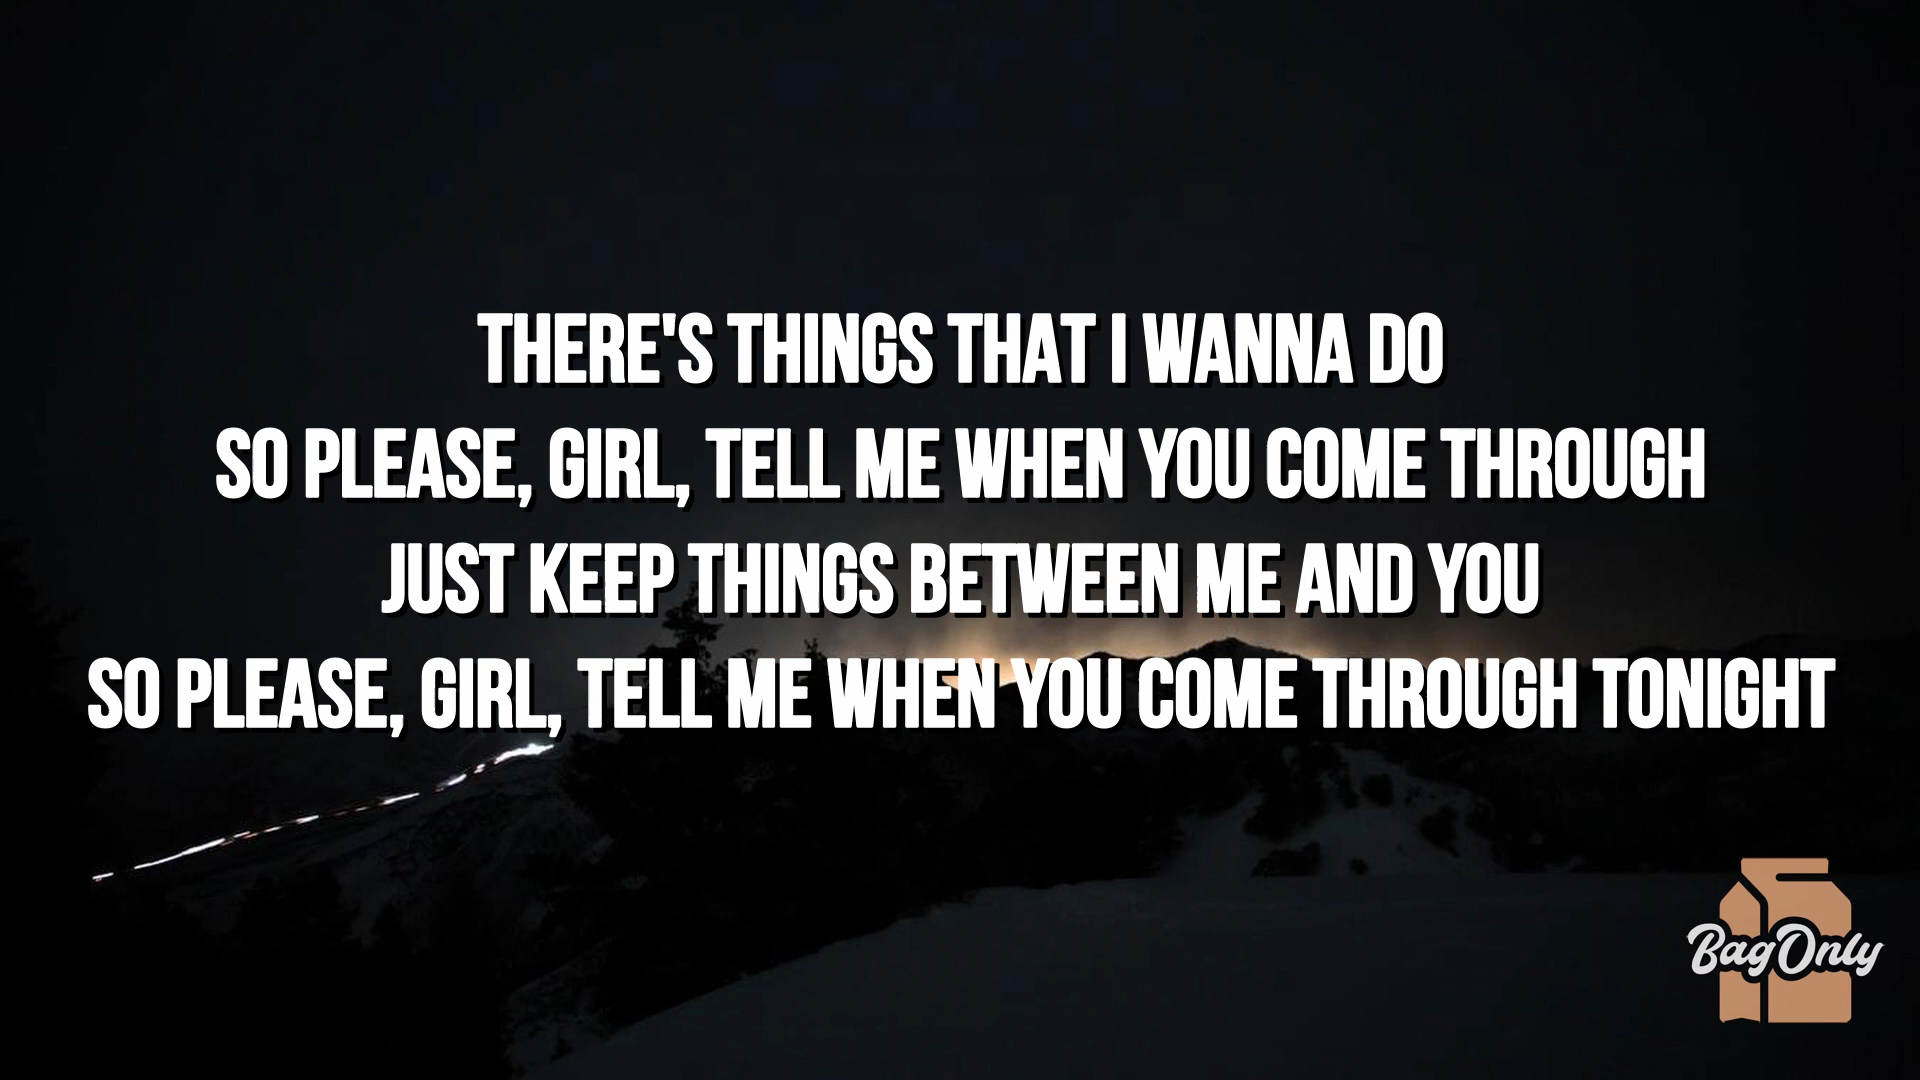 THERE'S THINGS THAT I WANNA DO
SO PLEASE, GIRL, TELL ME WHEN YOU COME THROUGH
JUST KEEP THINGS BETWEEN ME AND YOU
SO PLEASE, GIRL, TELL ME WHEN YOU COME THROUGH TONIGHT
BagOnly